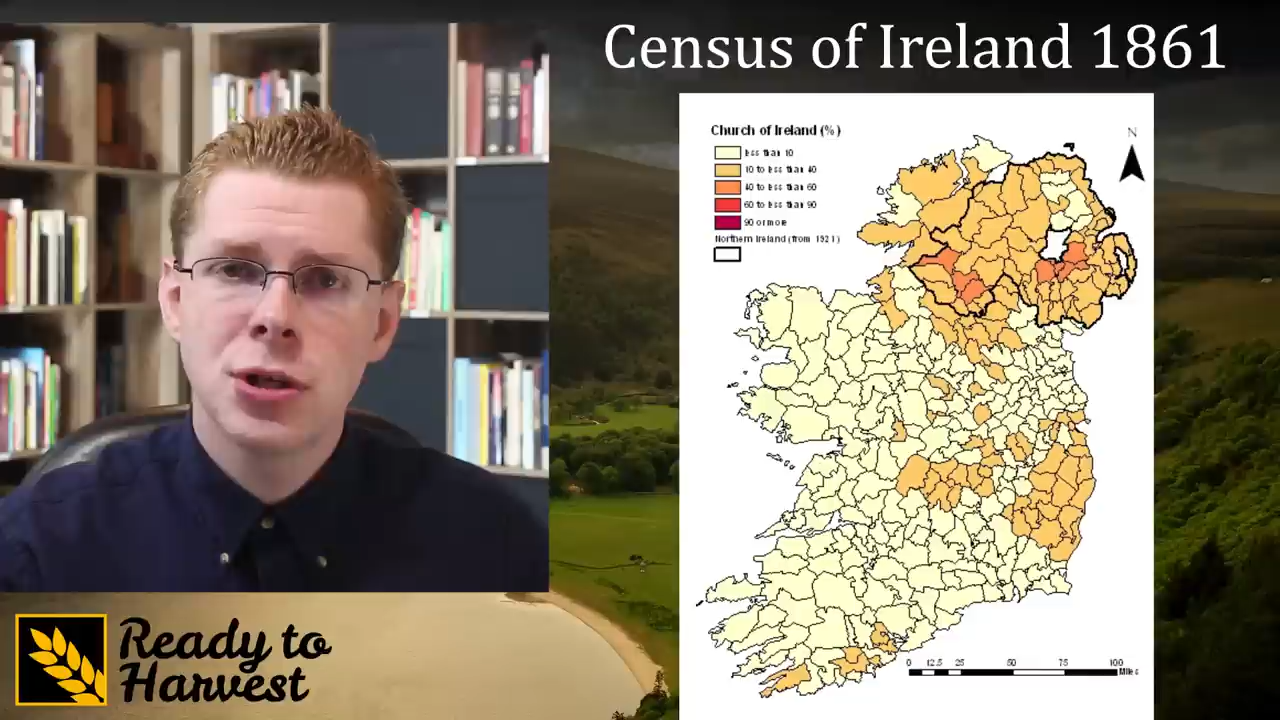 Census of Ireland 1861
Church of Ireland (%)
less than 10
10 to less than 40
40 to less than 60
60 to less than 90
90 or more
Northern Ireland (from 1921)
N
0 12.5 25 50 75 100
Miles
Ready to
Harvest